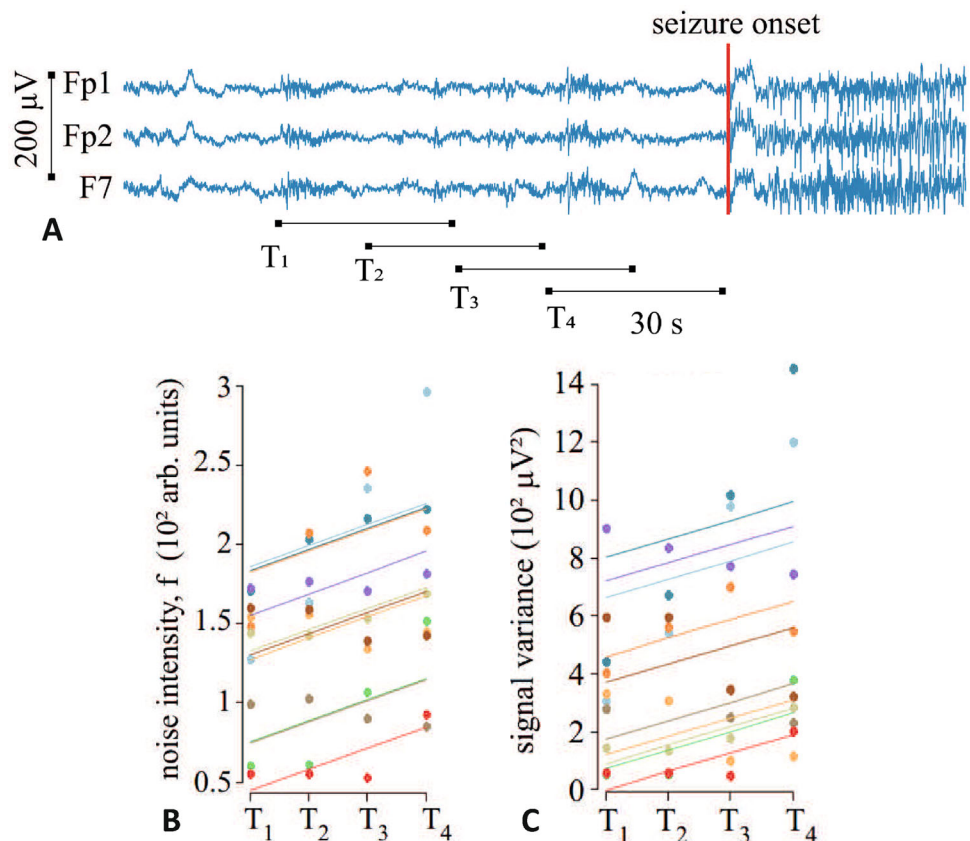 seizure onset
200 µV
Fp1
Fp2
F7
A
T₁
T₂
T₃
T₄
30 s
noise intensity, f (10² arb. units)
3
2.5
2
1.5
1
0.5
B
T₁ T₂ T₃ T₄
signal variance (10² µV²)
14
12
10
8
6
4
2
0
C
T₁ T₂ T₃ T₄